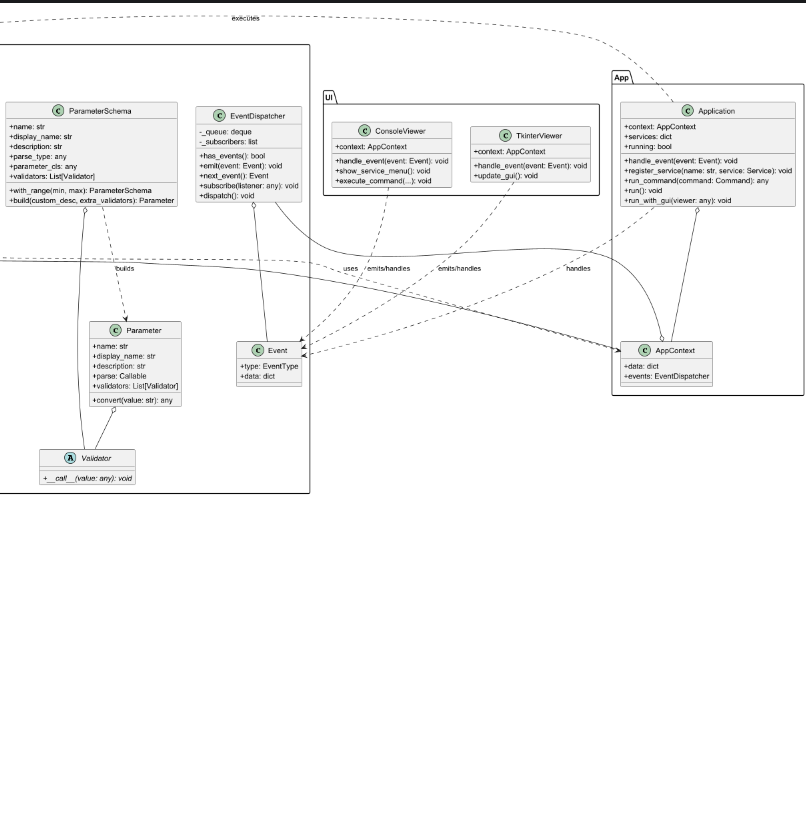 executes
App
C ParameterSchema
+name: str
+display_name: str
+description: str
+parse_type: any
+parameter_cls: any
+validators: List[Validator]
+with_range(min, max): ParameterSchema
+build(custom_desc, extra_validators): Parameter
C EventDispatcher
-_queue: deque
-_subscribers: list
+has_events(): bool
+emit(event: Event): void
+next_event(): Event
+subscribe(listener: any): void
+dispatch(): void
UI
C ConsoleViewer
+context: AppContext
+handle_event(event: Event): void
+show_service_menu(): void
+execute_command(...): void
C TkinterViewer
+context: AppContext
+handle_event(event: Event): void
+update_gui(): void
C Application
+context: AppContext
+services: dict
+running: bool
+handle_event(event: Event): void
+register_service(name: str, service: Service): void
+run_command(command: Command): any
+run(): void
+run_with_gui(viewer: any): void
builds
uses
emits/handles
emits/handles
handles
C Parameter
+name: str
+display_name: str
+description: str
+parse: Callable
+validators: List[Validator]
+convert(value: str): any
C Event
+type: EventType
+data: dict
C AppContext
+data: dict
+events: EventDispatcher
A Validator
+__call__(value: any): void